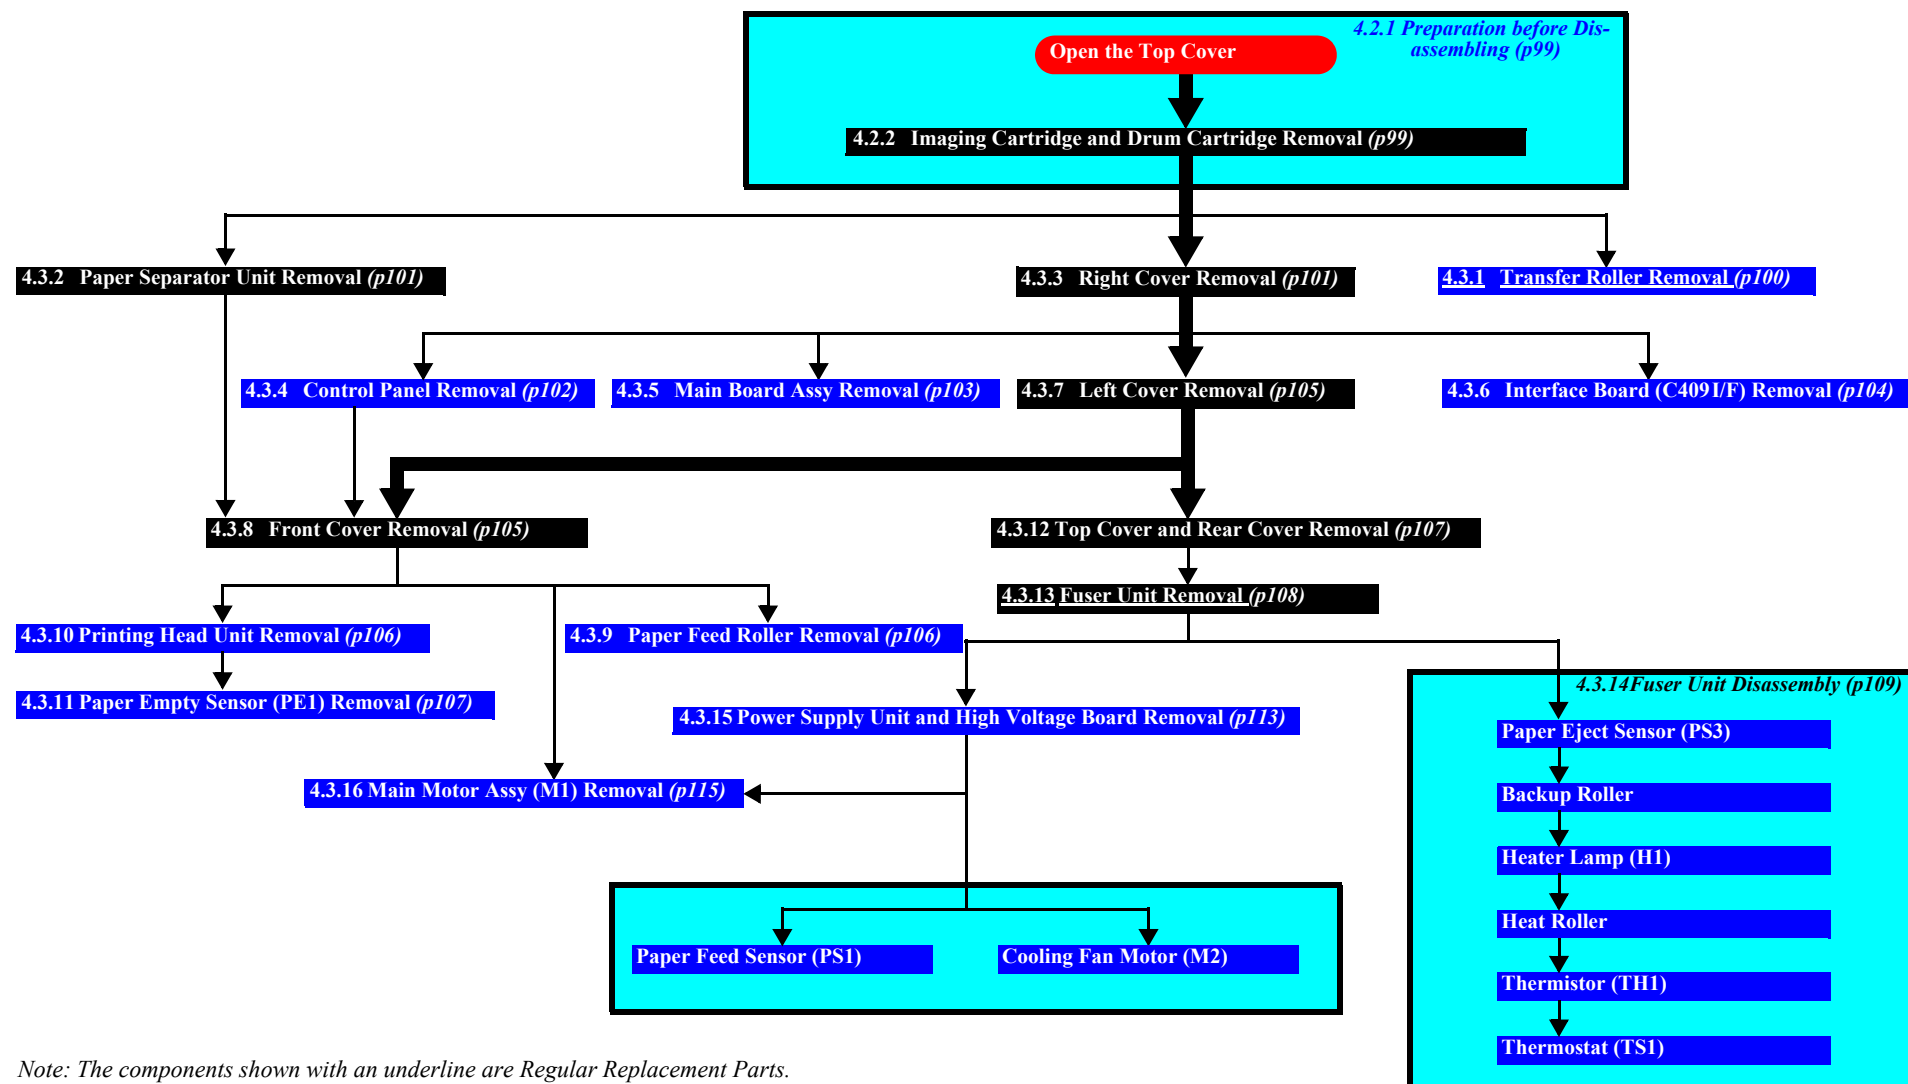 4.2.1 Preparation before Dis-
assembling (p99)
Open the Top Cover
4.2.2 Imaging Cartridge and Drum Cartridge Removal (p99)
4.3.2 Paper Separator Unit Removal (p101)
4.3.3 Right Cover Removal (p101)
4.3.1 Transfer Roller Removal (p100)
4.3.4 Control Panel Removal (p102)
4.3.5 Main Board Assy Removal (p103)
4.3.7 Left Cover Removal (p105)
4.3.6 Interface Board (C409 I/F) Removal (p104)
4.3.8 Front Cover Removal (p105)
4.3.12 Top Cover and Rear Cover Removal (p107)
4.3.13 Fuser Unit Removal (p108)
4.3.10 Printing Head Unit Removal (p106)
4.3.9 Paper Feed Roller Removal (p106)
4.3.11 Paper Empty Sensor (PE1) Removal (p107)
4.3.15 Power Supply Unit and High Voltage Board Removal (p113)
4.3.14Fuser Unit Disassembly (p109)
Paper Eject Sensor (PS3)
4.3.16 Main Motor Assy (M1) Removal (p115)
Backup Roller
Heater Lamp (H1)
Heat Roller
Paper Feed Sensor (PS1)
Cooling Fan Motor (M2)
Thermistor (TH1)
Thermostat (TS1)
Note: The components shown with an underline are Regular Replacement Parts.